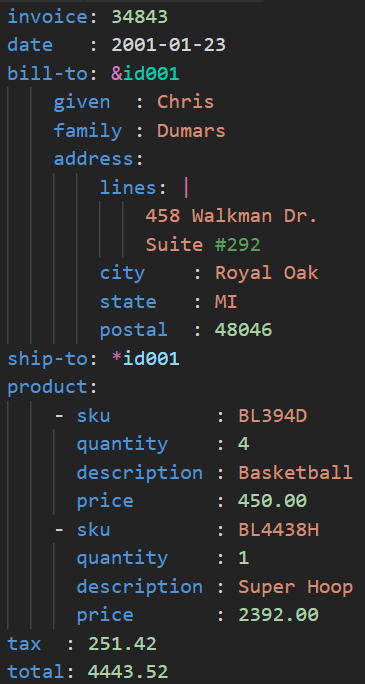 invoice: 34843
date   : 2001-01-23
bill-to: &id001
    given  : Chris
    family : Dumars
    address:
        lines: |
            458 Walkman Dr.
            Suite #292
        city    : Royal Oak
        state   : MI
        postal  : 48046
ship-to: *id001
product:
    - sku         : BL394D
      quantity    : 4
      description : Basketball
      price       : 450.00
    - sku         : BL4438H
      quantity    : 1
      description : Super Hoop
      price       : 2392.00
tax  : 251.42
total: 4443.52